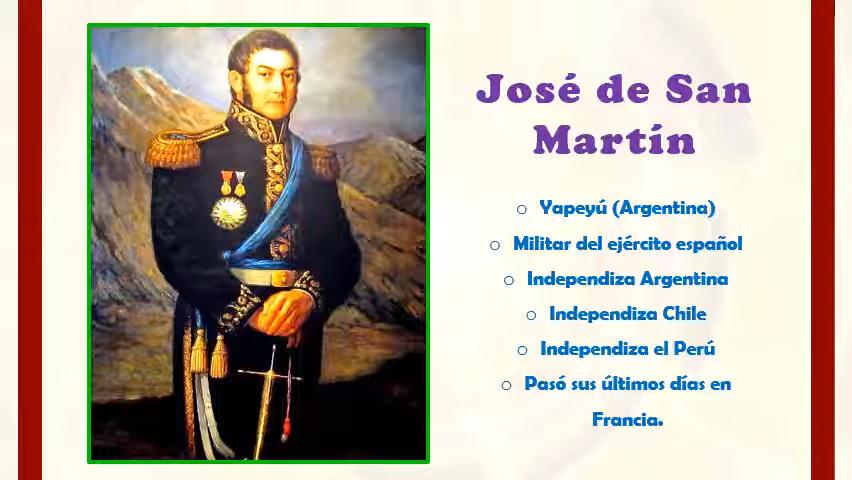 José de San
Martín
o Yapeyú (Argentina)
o Militar del ejército español
o Independiza Argentina
o Independiza Chile
o Independiza el Perú
o Pasó sus últimos días en
Francia.